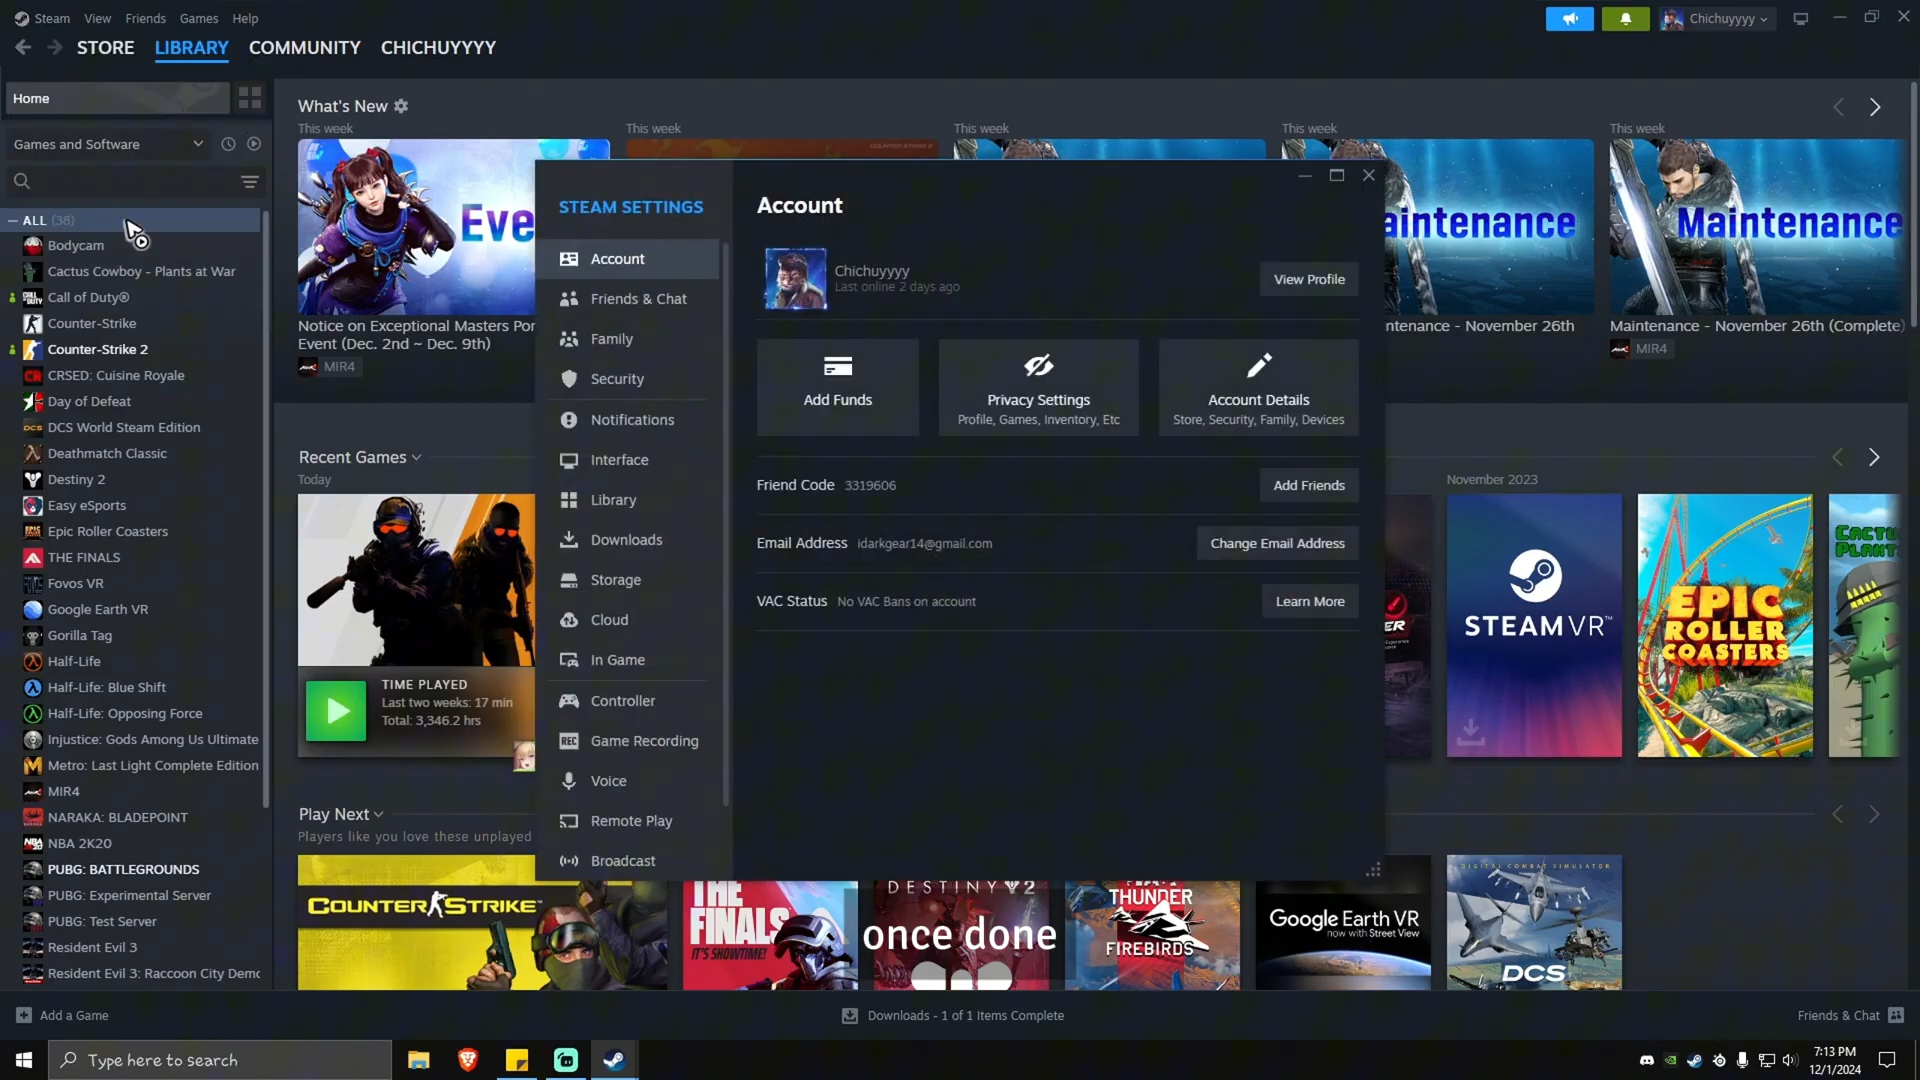 Steam View Friends Games Help
Chichuyyyy
STORE LIBRARY COMMUNITY CHICHUYYYY
Home
Games and Software
ALL (38)
Bodycam
Cactus Cowboy - Plants at War
Call of Duty®
Counter-Strike
Counter-Strike 2
CRSED: Cuisine Royale
Day of Defeat
DCS World Steam Edition
Deathmatch Classic
Destiny 2
Easy eSports
Epic Roller Coasters
THE FINALS
Fovos VR
Google Earth VR
Gorilla Tag
Half-Life
Half-Life: Blue Shift
Half-Life: Opposing Force
Injustice: Gods Among Us Ultimate
Metro: Last Light Complete Edition
MIR4
NARAKA: BLADEPOINT
NBA 2K20
PUBG: BATTLEGROUNDS
PUBG: Experimental Server
PUBG: Test Server
Resident Evil 3
Resident Evil 3: Raccoon City Demo
What's New
This week
This week
This week
This week
This week
Eve
aintenance
Maintenance
Notice on Exceptional Masters Por
Event (Dec. 2nd ~ Dec. 9th)
MIR4
ntenance - November 26th
Maintenance - November 26th (Complete)
MIR4
Recent Games
Today
TIME PLAYED
Last two weeks: 17 min
Total: 3,346.2 hrs
November 2023
STEAMVR™
EPIC
ROLLER
COASTERS
Play Next
Players like you love these unplayed
COUNTER STRIKE
THE
FINALS
IT'S SHOWTIME!
DESTINY 2
THUNDER
FIREBIRDS
Google Earth VR
now with Street View
DIGITAL COMBAT SIMULATOR
DCS
once done
STEAM SETTINGS
Account
Friends & Chat
Family
Security
Notifications
Interface
Library
Downloads
Storage
Cloud
In Game
Controller
REC
Game Recording
Voice
Remote Play
Broadcast
Account
Chichuyyyy
Last online 2 days ago
View Profile
Add Funds
Privacy Settings
Profile, Games, Inventory, Etc
Account Details
Store, Security, Family, Devices
Friend Code 3319606
Add Friends
Email Address idarkgear14@gmail.com
Change Email Address
VAC Status No VAC Bans on account
Learn More
Add a Game
Downloads - 1 of 1 Items Complete
Friends & Chat
Type here to search
7:13 PM
12/1/2024